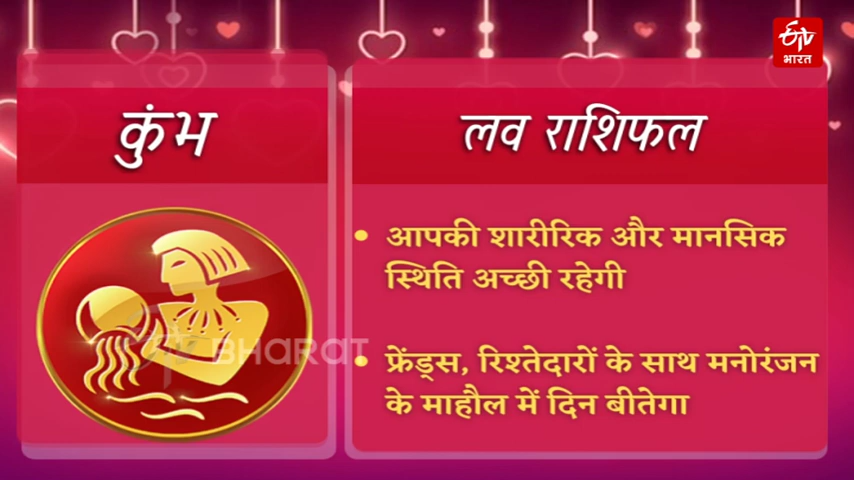 ETV
भारत
कुंभ
लव राशिफल
• आपकी शारीरिक और मानसिक
स्थिति अच्छी रहेगी
• फ्रेंड्स, रिश्तेदारों के साथ मनोरंजन
के माहौल में दिन बीतेगा
BHARAT